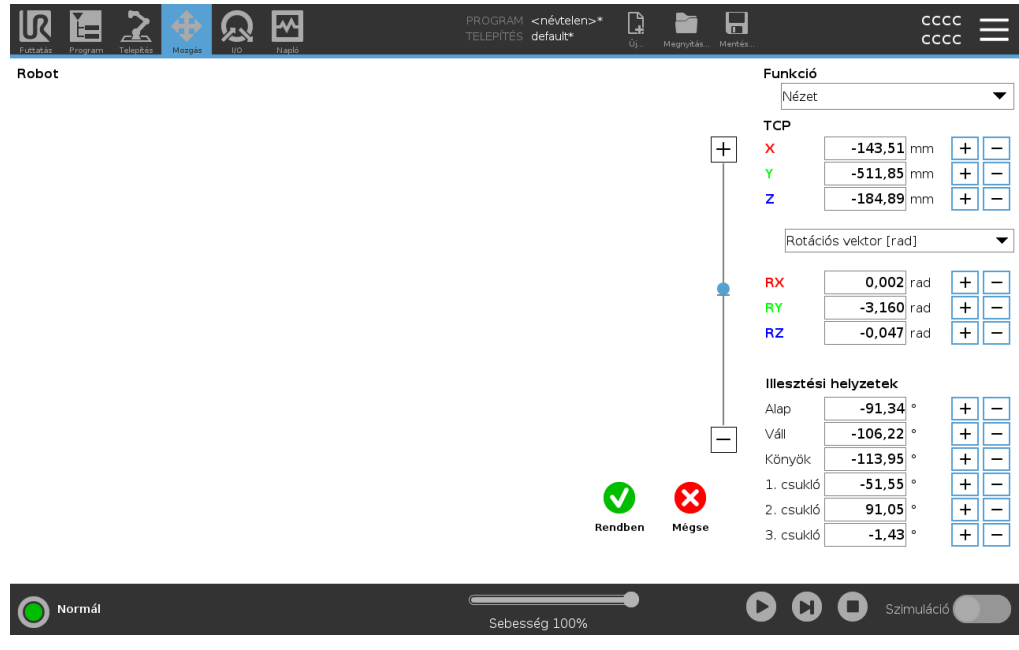 UR
Futtatás Program Telepítés Mozgás I/O Napló
PROGRAM <névtelen>*
TELEPÍTÉS default*
Új... Megnyitás... Mentés...
CCCC
CCCC
Robot
Funkció
Nézet
TCP
X -143,51 mm + −
Y -511,85 mm + −
Z -184,89 mm + −
Rotációs vektor [rad]
RX 0,002 rad + −
RY -3,160 rad + −
RZ -0,047 rad + −
Illesztési helyzetek
Alap -91,34 ° + −
Váll -106,22 ° + −
Könyök -113,95 ° + −
1. csukló -51,55 ° + −
2. csukló 91,05 ° + −
3. csukló -1,43 ° + −
+
−
Rendben Mégse
Normál
Sebesség 100%
Szimuláció